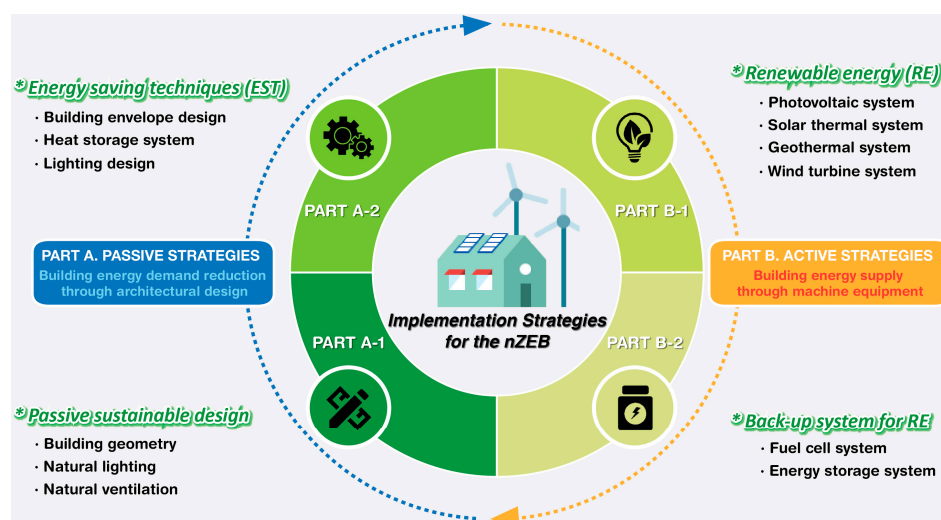 * Energy saving techniques (EST)
· Building envelope design
· Heat storage system
· Lighting design
* Renewable energy (RE)
· Photovoltaic system
· Solar thermal system
· Geothermal system
· Wind turbine system
PART A-2
PART B-1
PART A. PASSIVE STRATEGIES
Building energy demand reduction
through architectural design
PART B. ACTIVE STRATEGIES
Building energy supply
through machine equipment
Implementation Strategies
for the nZEB
PART A-1
PART B-2
* Passive sustainable design
· Building geometry
· Natural lighting
· Natural ventilation
* Back-up system for RE
· Fuel cell system
· Energy storage system